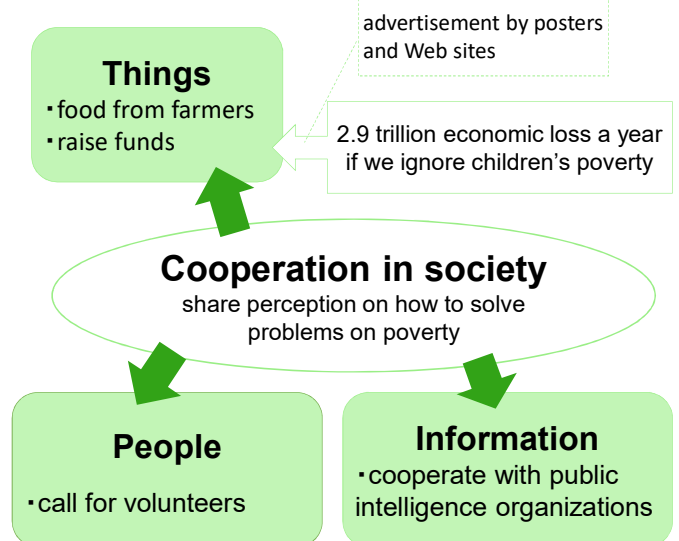 advertisement by posters
and Web sites
Things
・food from farmers
・raise funds
2.9 trillion economic loss a year
if we ignore children’s poverty
Cooperation in society
share perception on how to solve
problems on poverty
People
・call for volunteers
Information
・cooperate with public
intelligence organizations